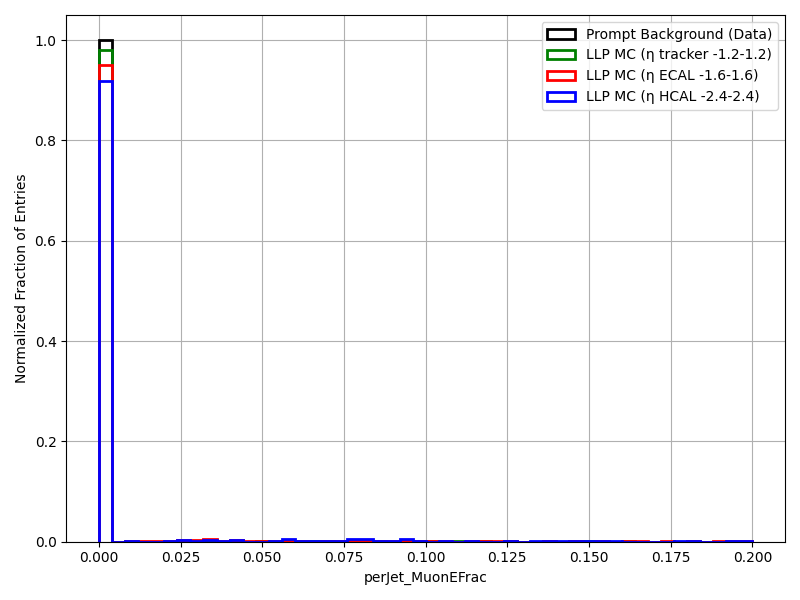 Prompt Background (Data)
LLP MC (η tracker -1.2-1.2)
LLP MC (η ECAL -1.6-1.6)
LLP MC (η HCAL -2.4-2.4)
Normalized Fraction of Entries
1.0
0.8
0.6
0.4
0.2
0.0
0.000 0.025 0.050 0.075 0.100 0.125 0.150 0.175 0.200
perJet_MuonEFrac